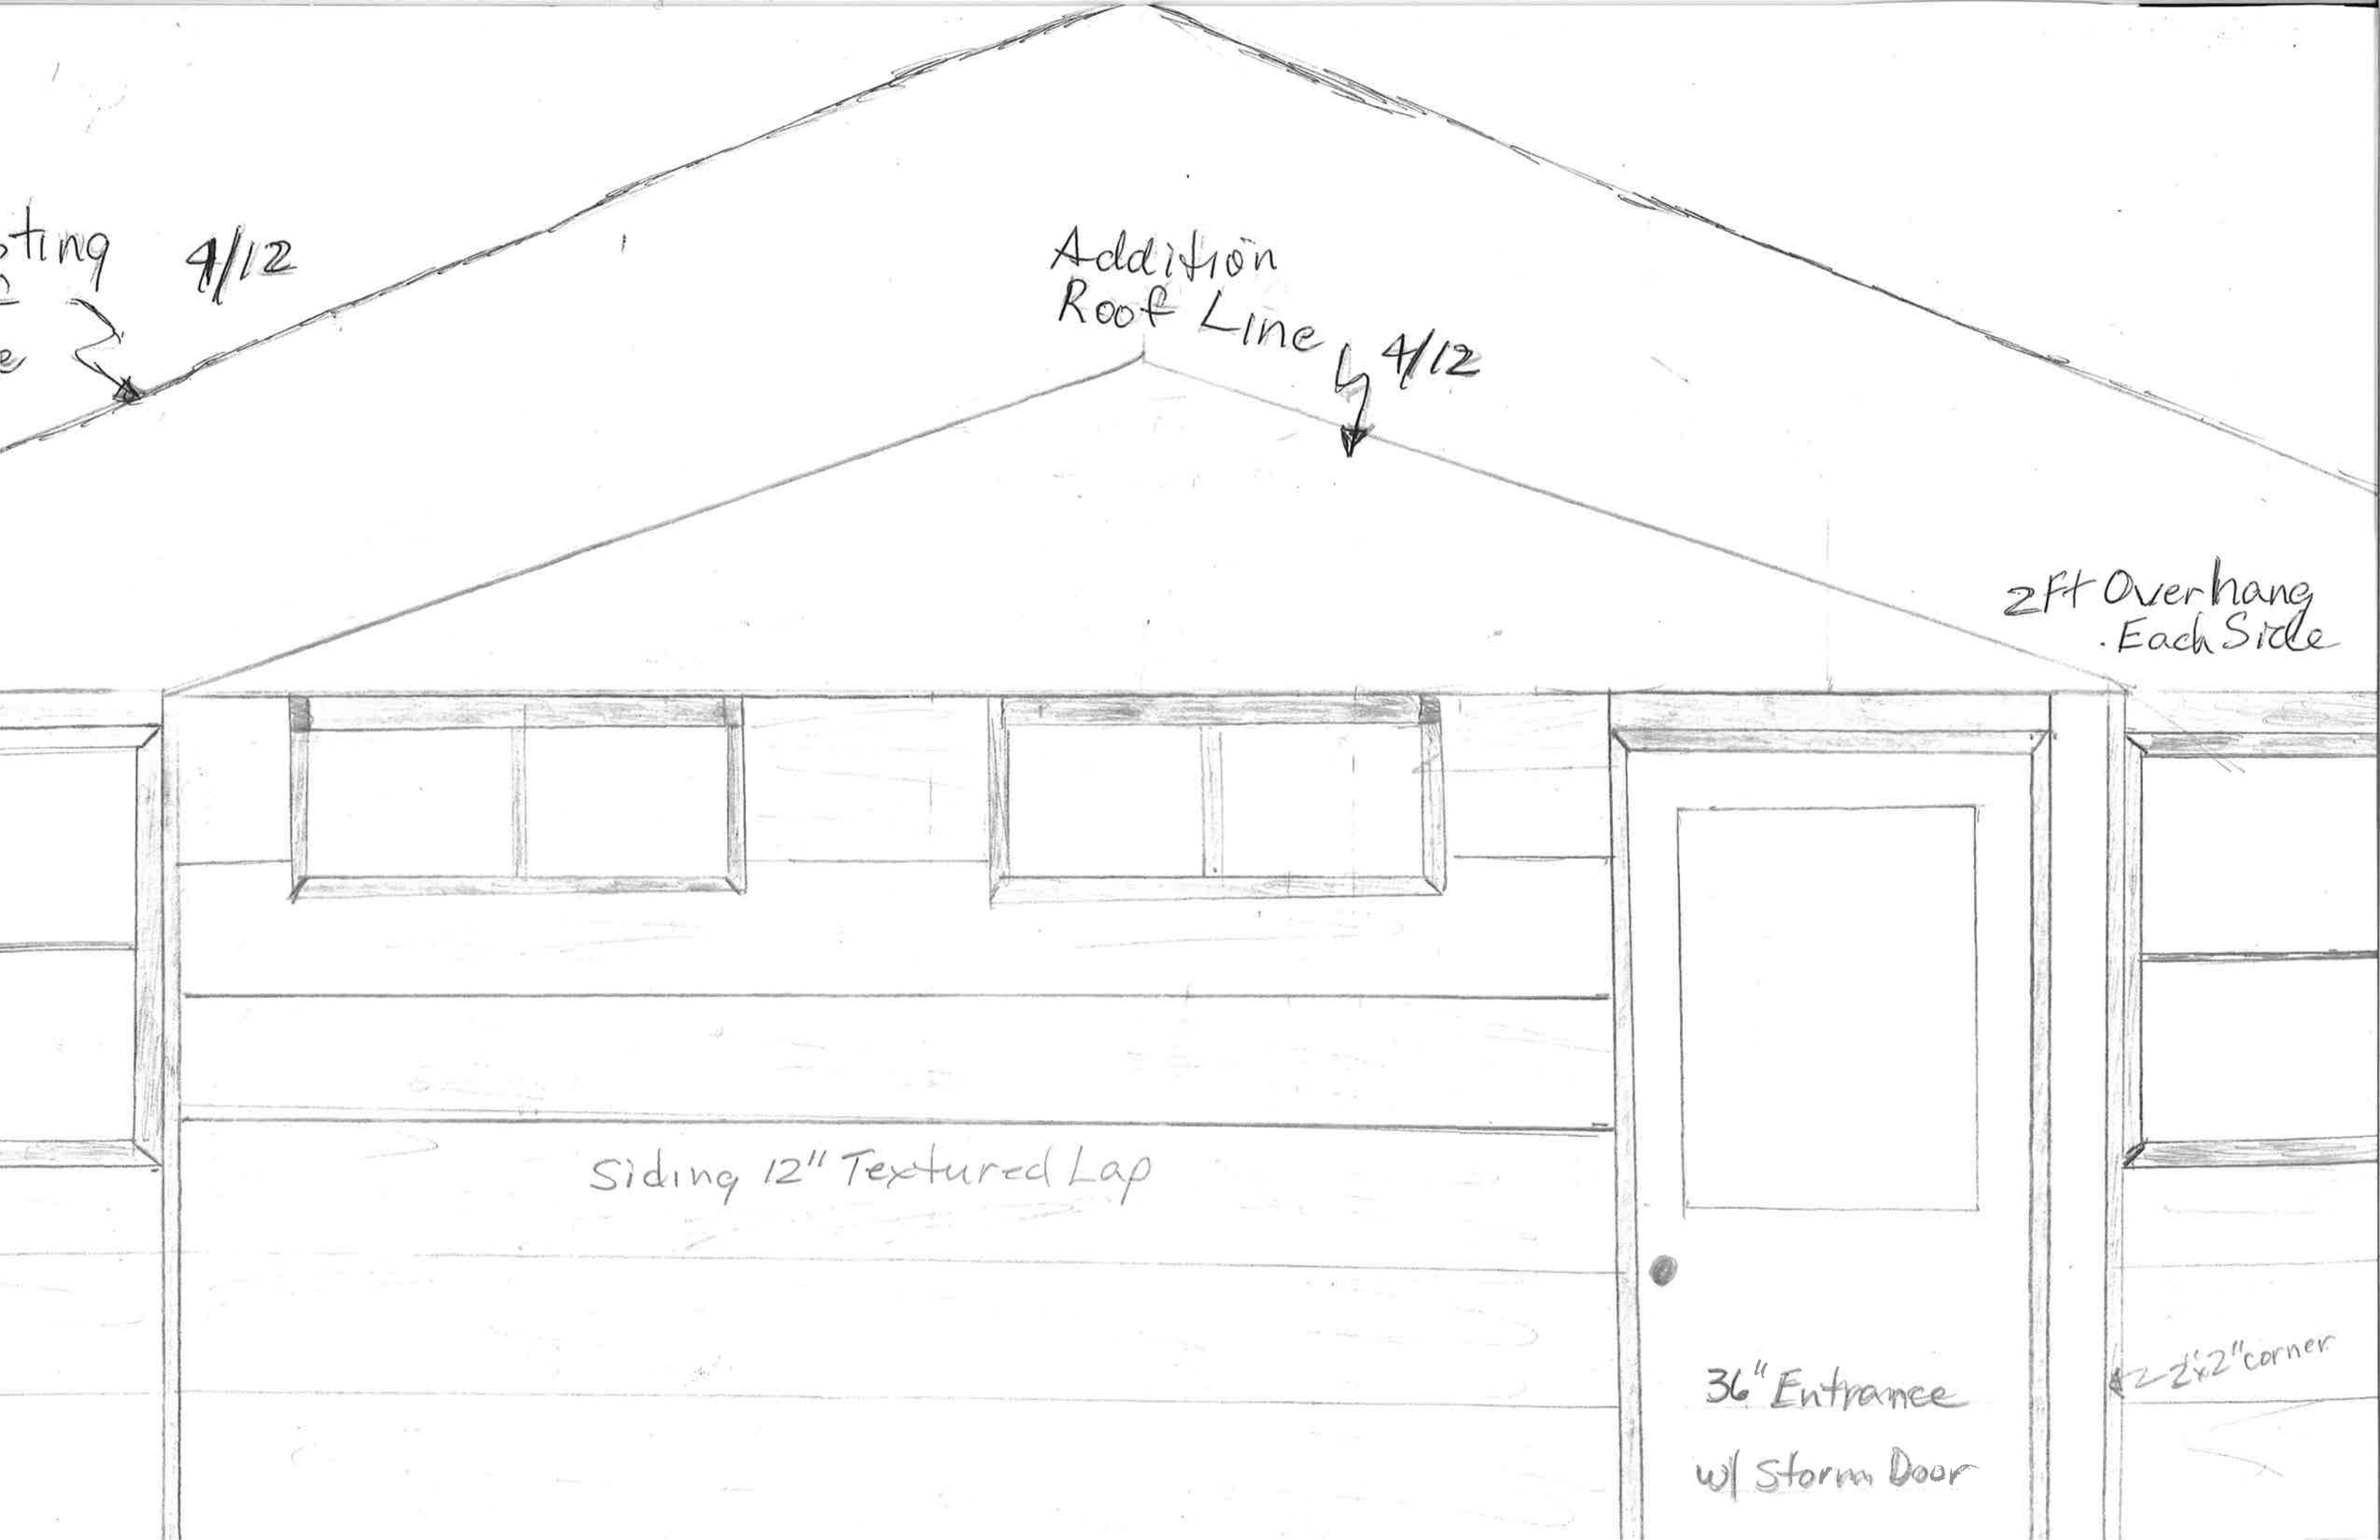 sting 4/12
Addition
Roof Line 4/12
2Ft Overhang
Each Side
Siding 12" Textured Lap
2"x2" corner
36" Entrance
w/ Storm Door